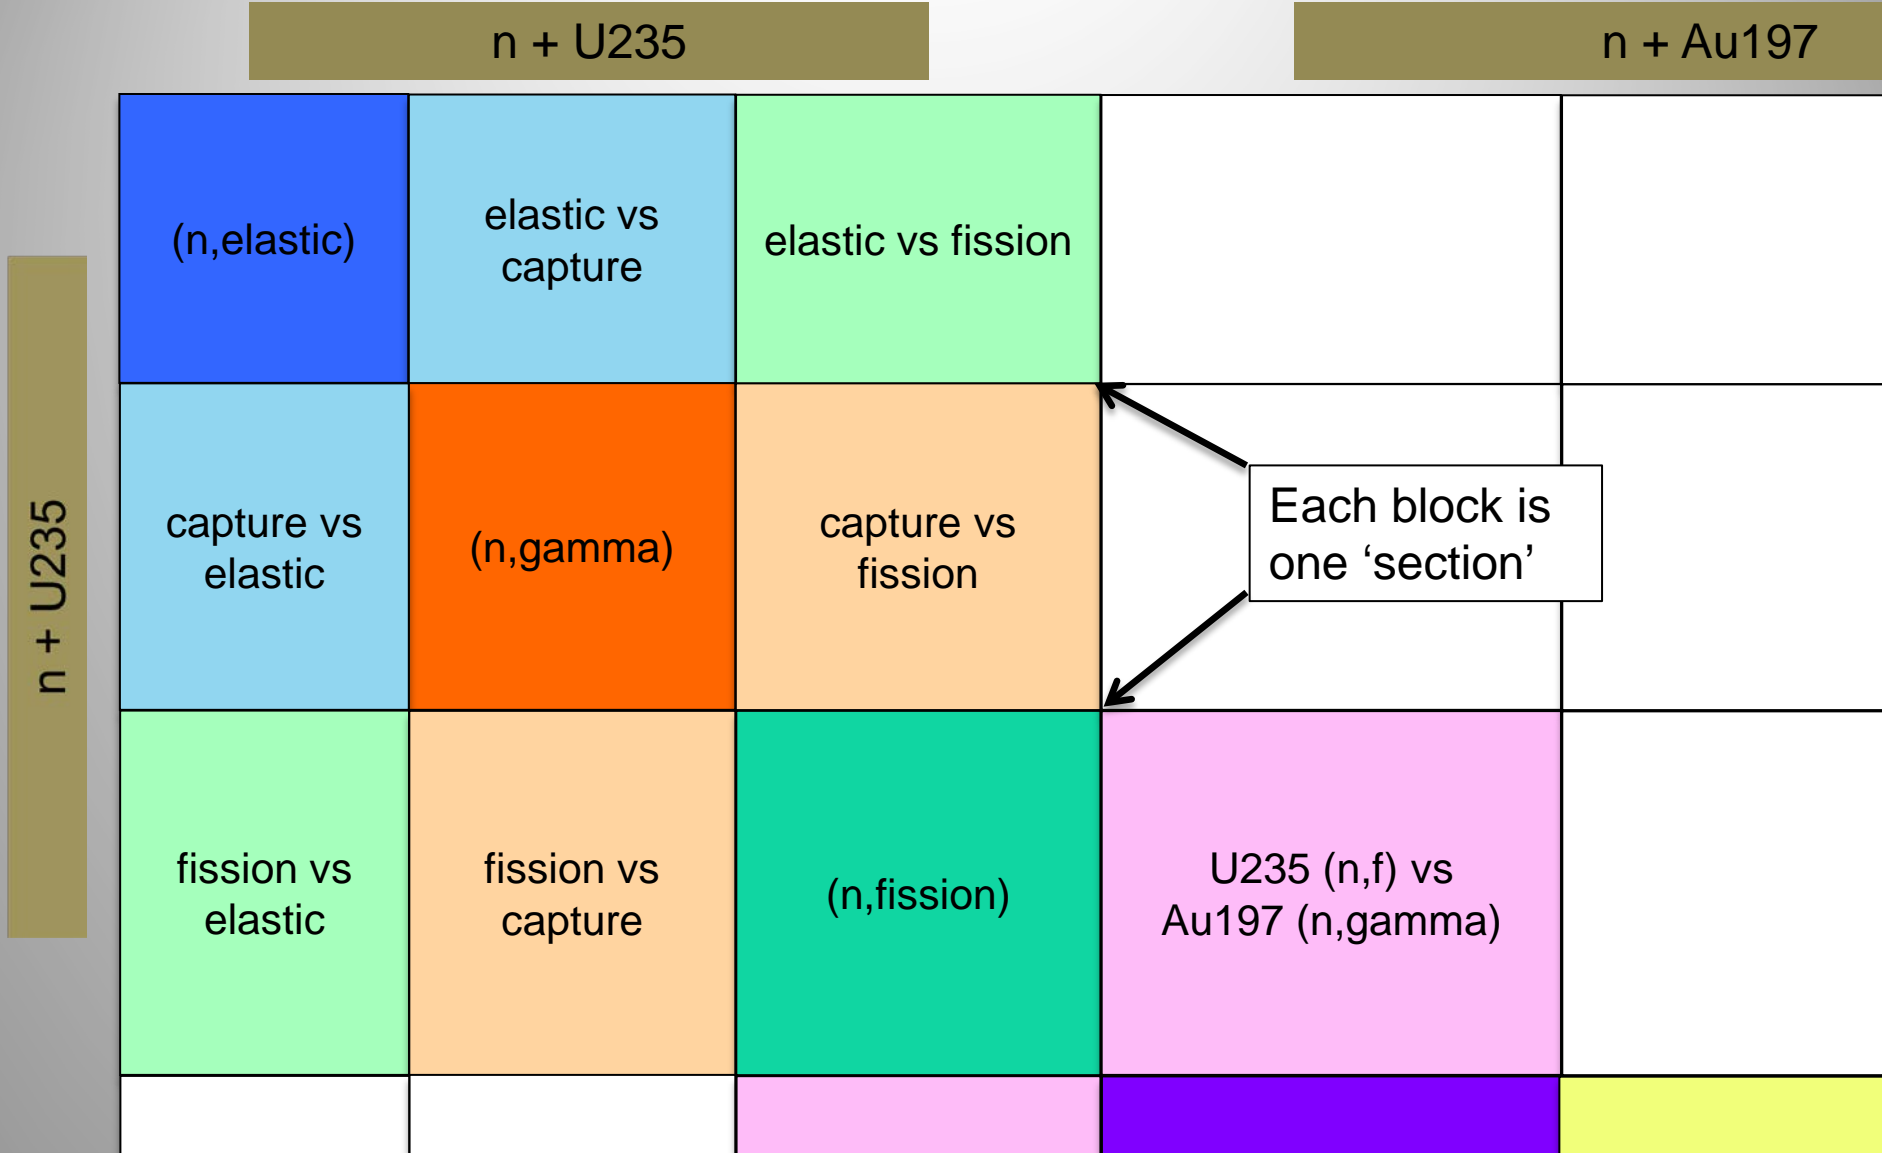 n + U235
n + Au197
(n,elastic)
elastic vs
capture
elastic vs fission
n + U235
capture vs
elastic
(n,gamma)
capture vs
fission
Each block is
one ‘section’
fission vs
elastic
fission vs
capture
(n,fission)
U235 (n,f) vs
Au197 (n,gamma)